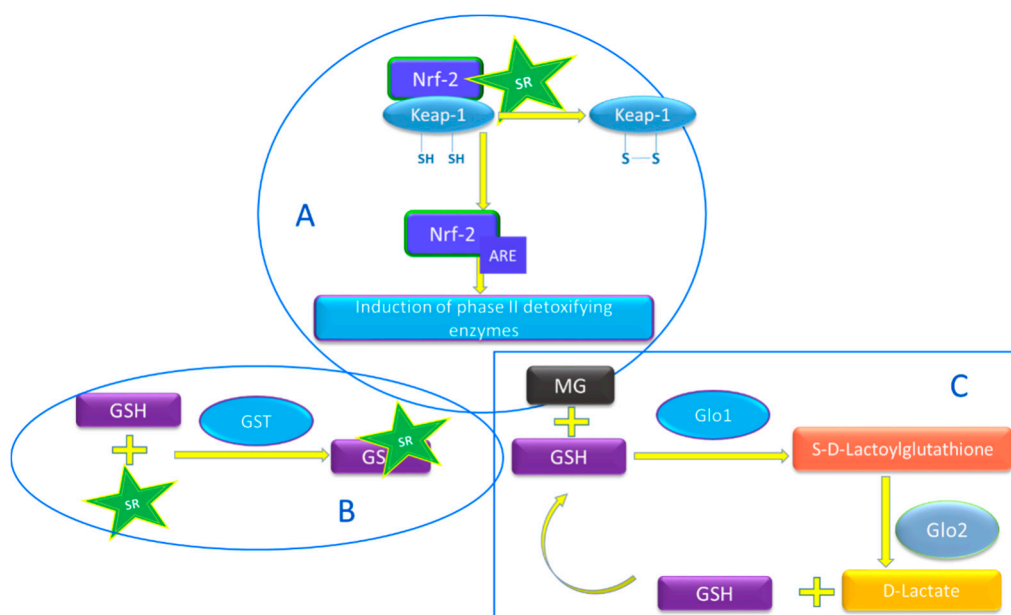 Nrf-2
SR
Keap-1
Keap-1
SH SH
S S
A
Nrf-2
ARE
Induction of phase II detoxifying
enzymes
GSH
GST
SR
GS
SR
B
MG
C
Glo1
GSH
S-D-Lactoylglutathione
Glo2
GSH
D-Lactate